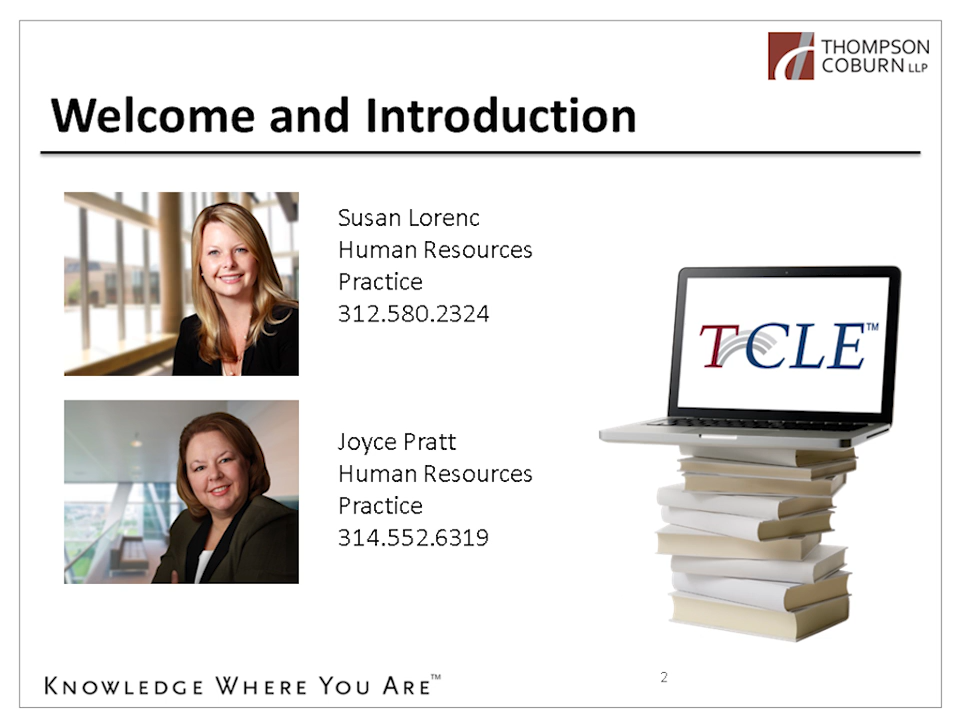 THOMPSON
COBURN LLP
Welcome and Introduction
Susan Lorenc
Human Resources
Practice
312.580.2324
TCLE™
Joyce Pratt
Human Resources
Practice
314.552.6319
KNOWLEDGE WHERE YOU ARE™
2